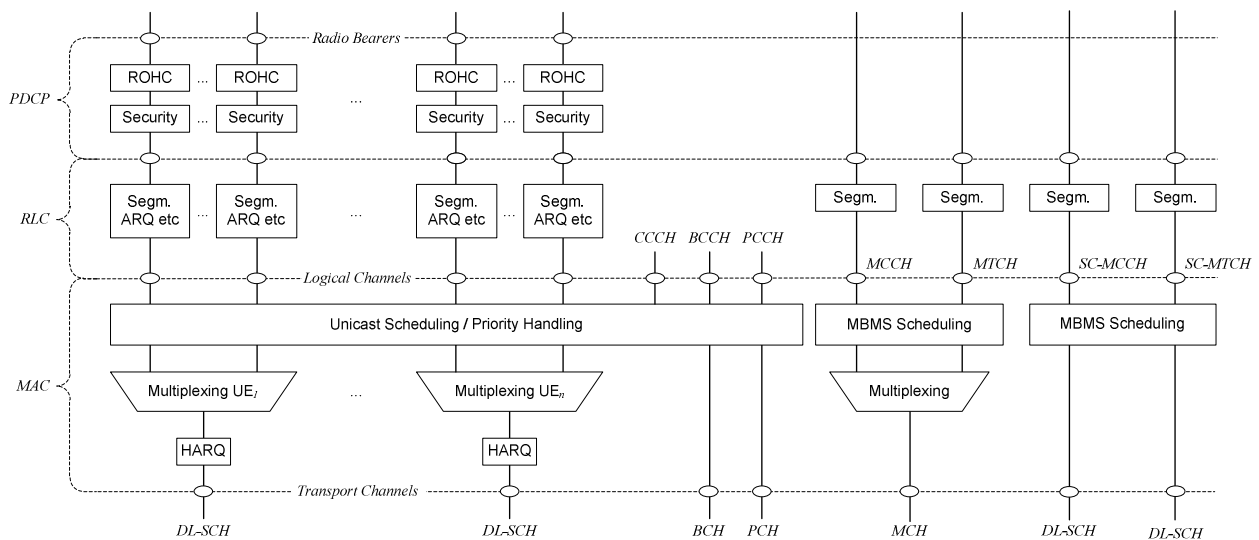 Radio Bearers
ROHC ... ROHC ROHC ... ROHC
PDCP ...
Security ... Security Security ... Security
Segm. ARQ etc ... Segm. ARQ etc ... Segm. ARQ etc ... Segm. ARQ etc Segm. Segm. Segm. Segm.
RLC
CCCH BCCH PCCH
Logical Channels MCCH MTCH SC-MCCH SC-MTCH
Unicast Scheduling / Priority Handling MBMS Scheduling MBMS Scheduling
MAC
Multiplexing UE1 ... Multiplexing UEn Multiplexing
HARQ HARQ
Transport Channels
DL-SCH DL-SCH BCH PCH MCH DL-SCH DL-SCH